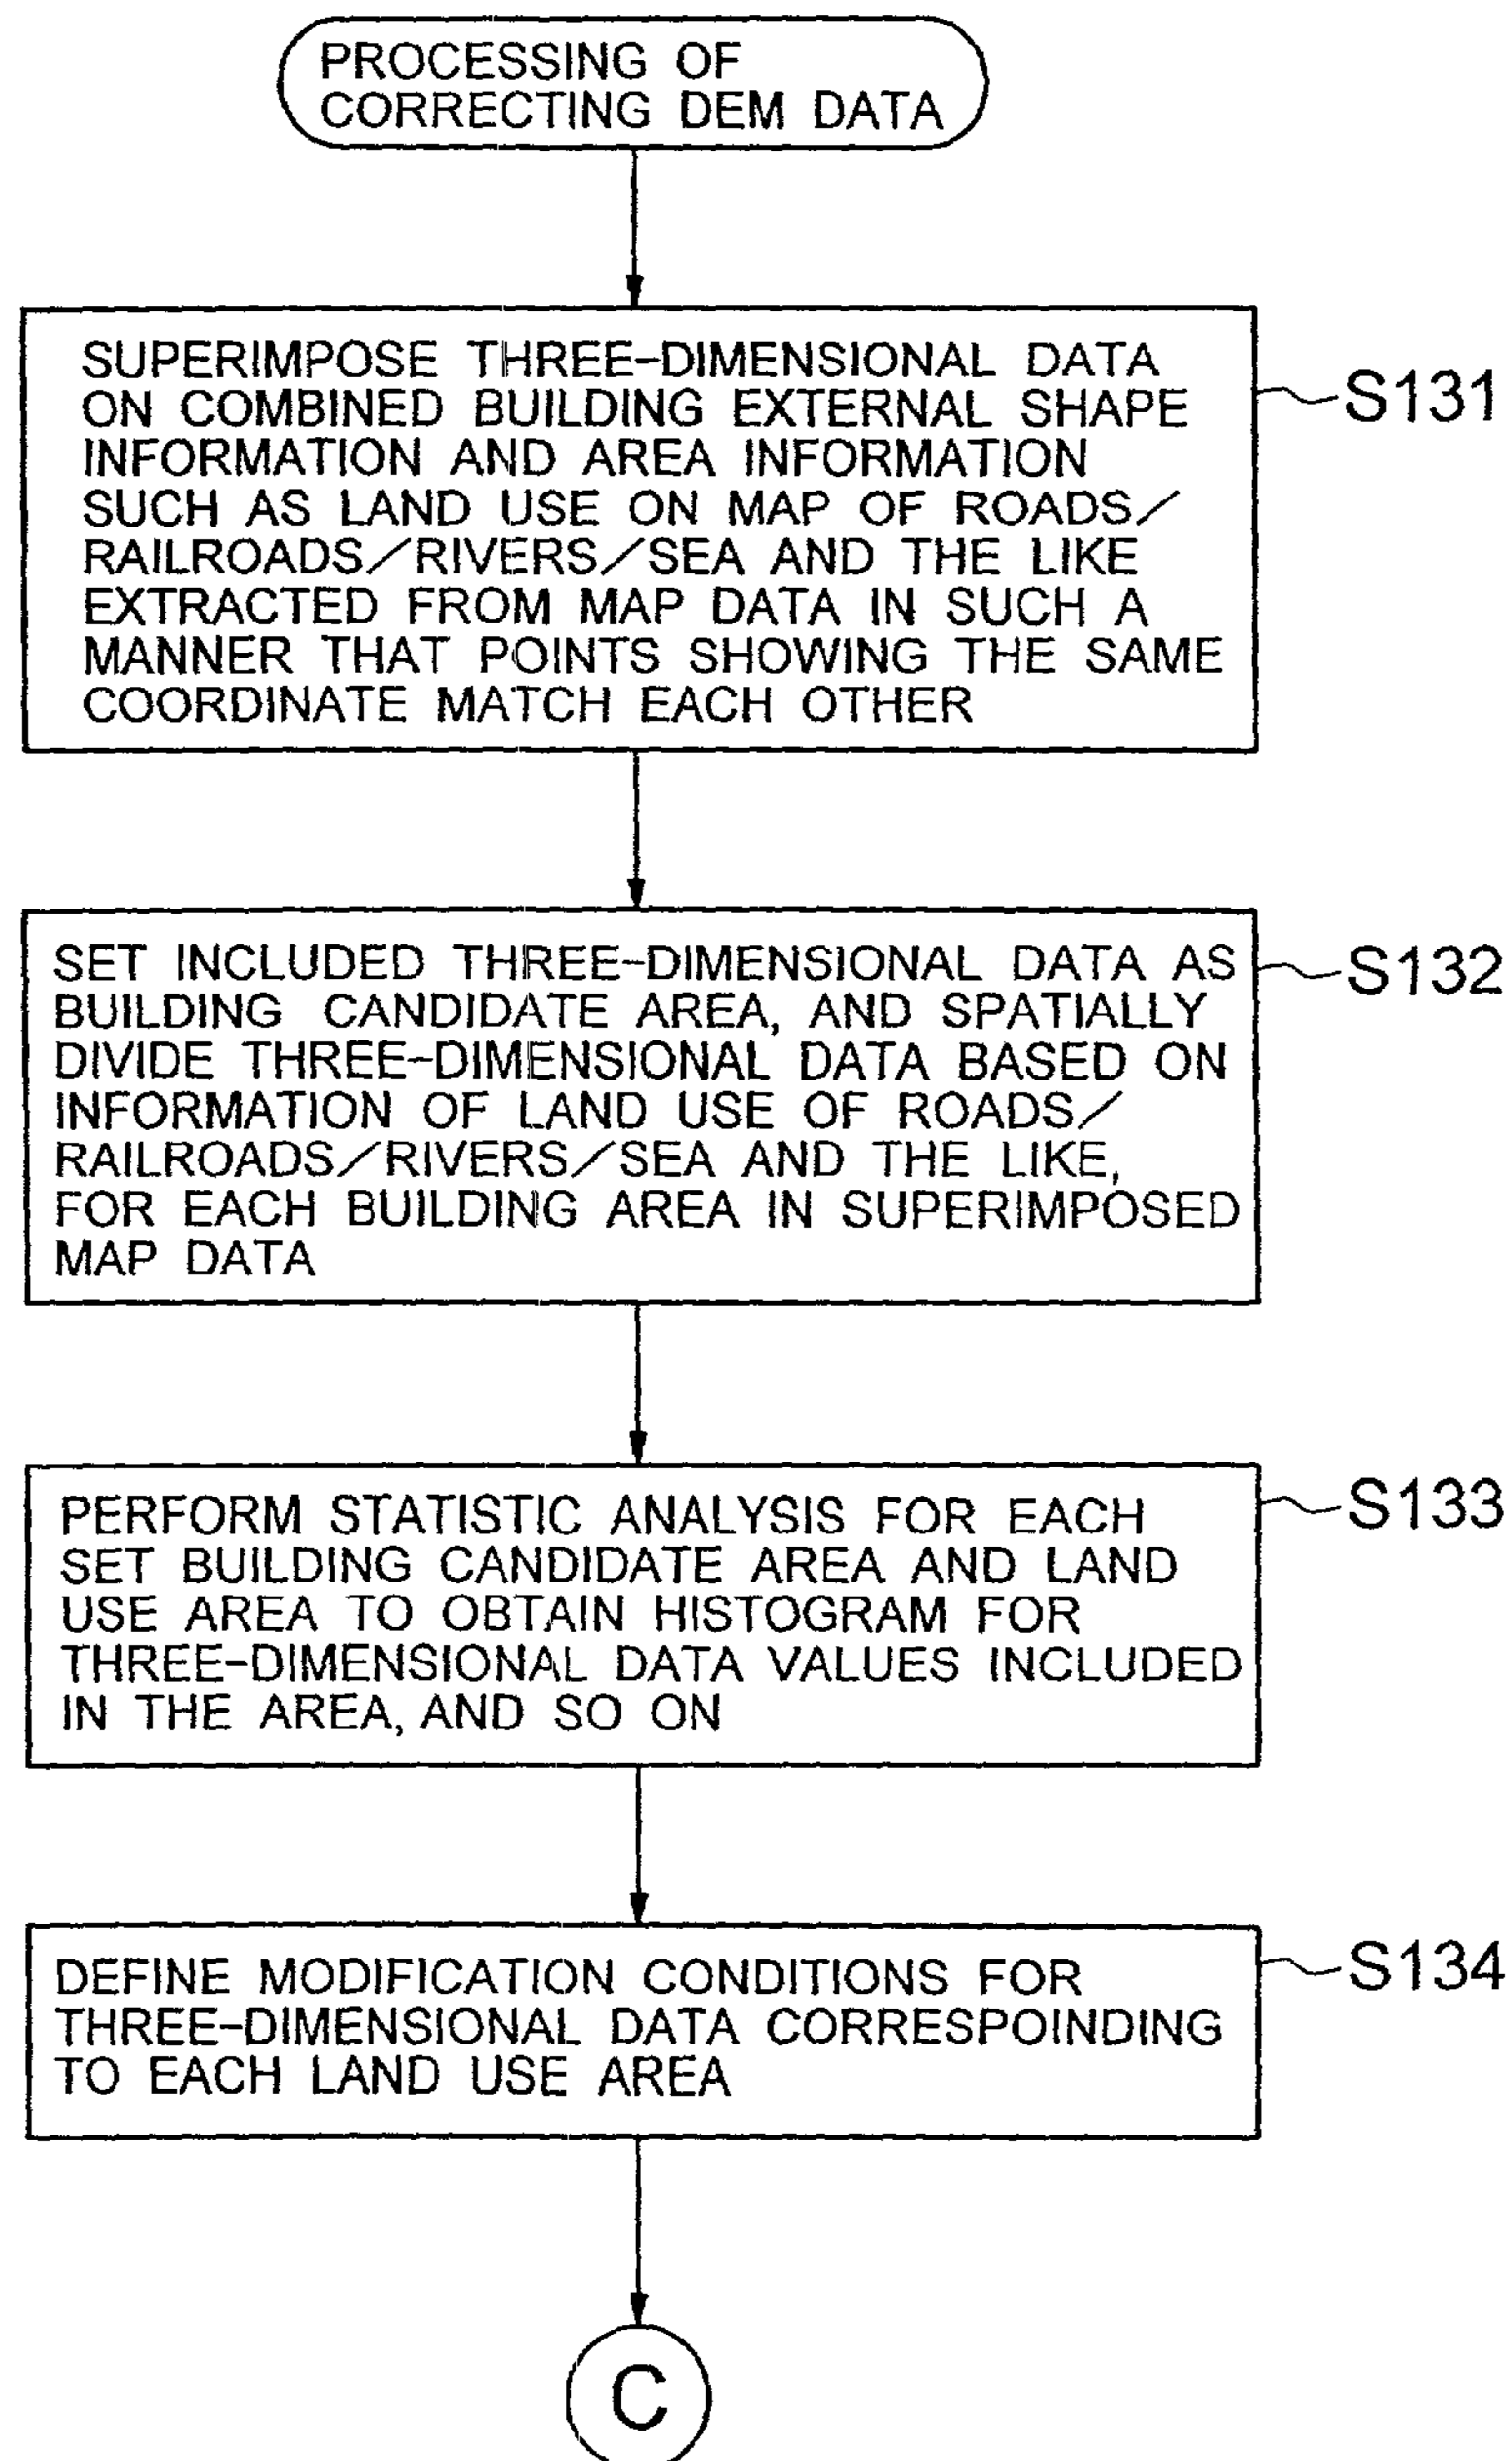 PROCESSING OF
CORRECTING DEM DATA
SUPERIMPOSE THREE-DIMENSIONAL DATA
ON COMBINED BUILDING EXTERNAL SHAPE
INFORMATION AND AREA INFORMATION
SUCH AS LAND USE ON MAP OF ROADS/
RAILROADS/RIVERS/SEA AND THE LIKE
EXTRACTED FROM MAP DATA IN SUCH A
MANNER THAT POINTS SHOWING THE SAME
COORDINATE MATCH EACH OTHER
S131
SET INCLUDED THREE-DIMENSIONAL DATA AS
BUILDING CANDIDATE AREA, AND SPATIALLY
DIVIDE THREE-DIMENSIONAL DATA BASED ON
INFORMATION OF LAND USE OF ROADS/
RAILROADS/RIVERS/SEA AND THE LIKE,
FOR EACH BUILDING AREA IN SUPERIMPOSED
MAP DATA
S132
PERFORM STATISTIC ANALYSIS FOR EACH
SET BUILDING CANDIDATE AREA AND LAND
USE AREA TO OBTAIN HISTOGRAM FOR
THREE-DIMENSIONAL DATA VALUES INCLUDED
IN THE AREA, AND SO ON
S133
DEFINE MODIFICATION CONDITIONS FOR
THREE-DIMENSIONAL DATA CORRESPOINDING
TO EACH LAND USE AREA
S134
C